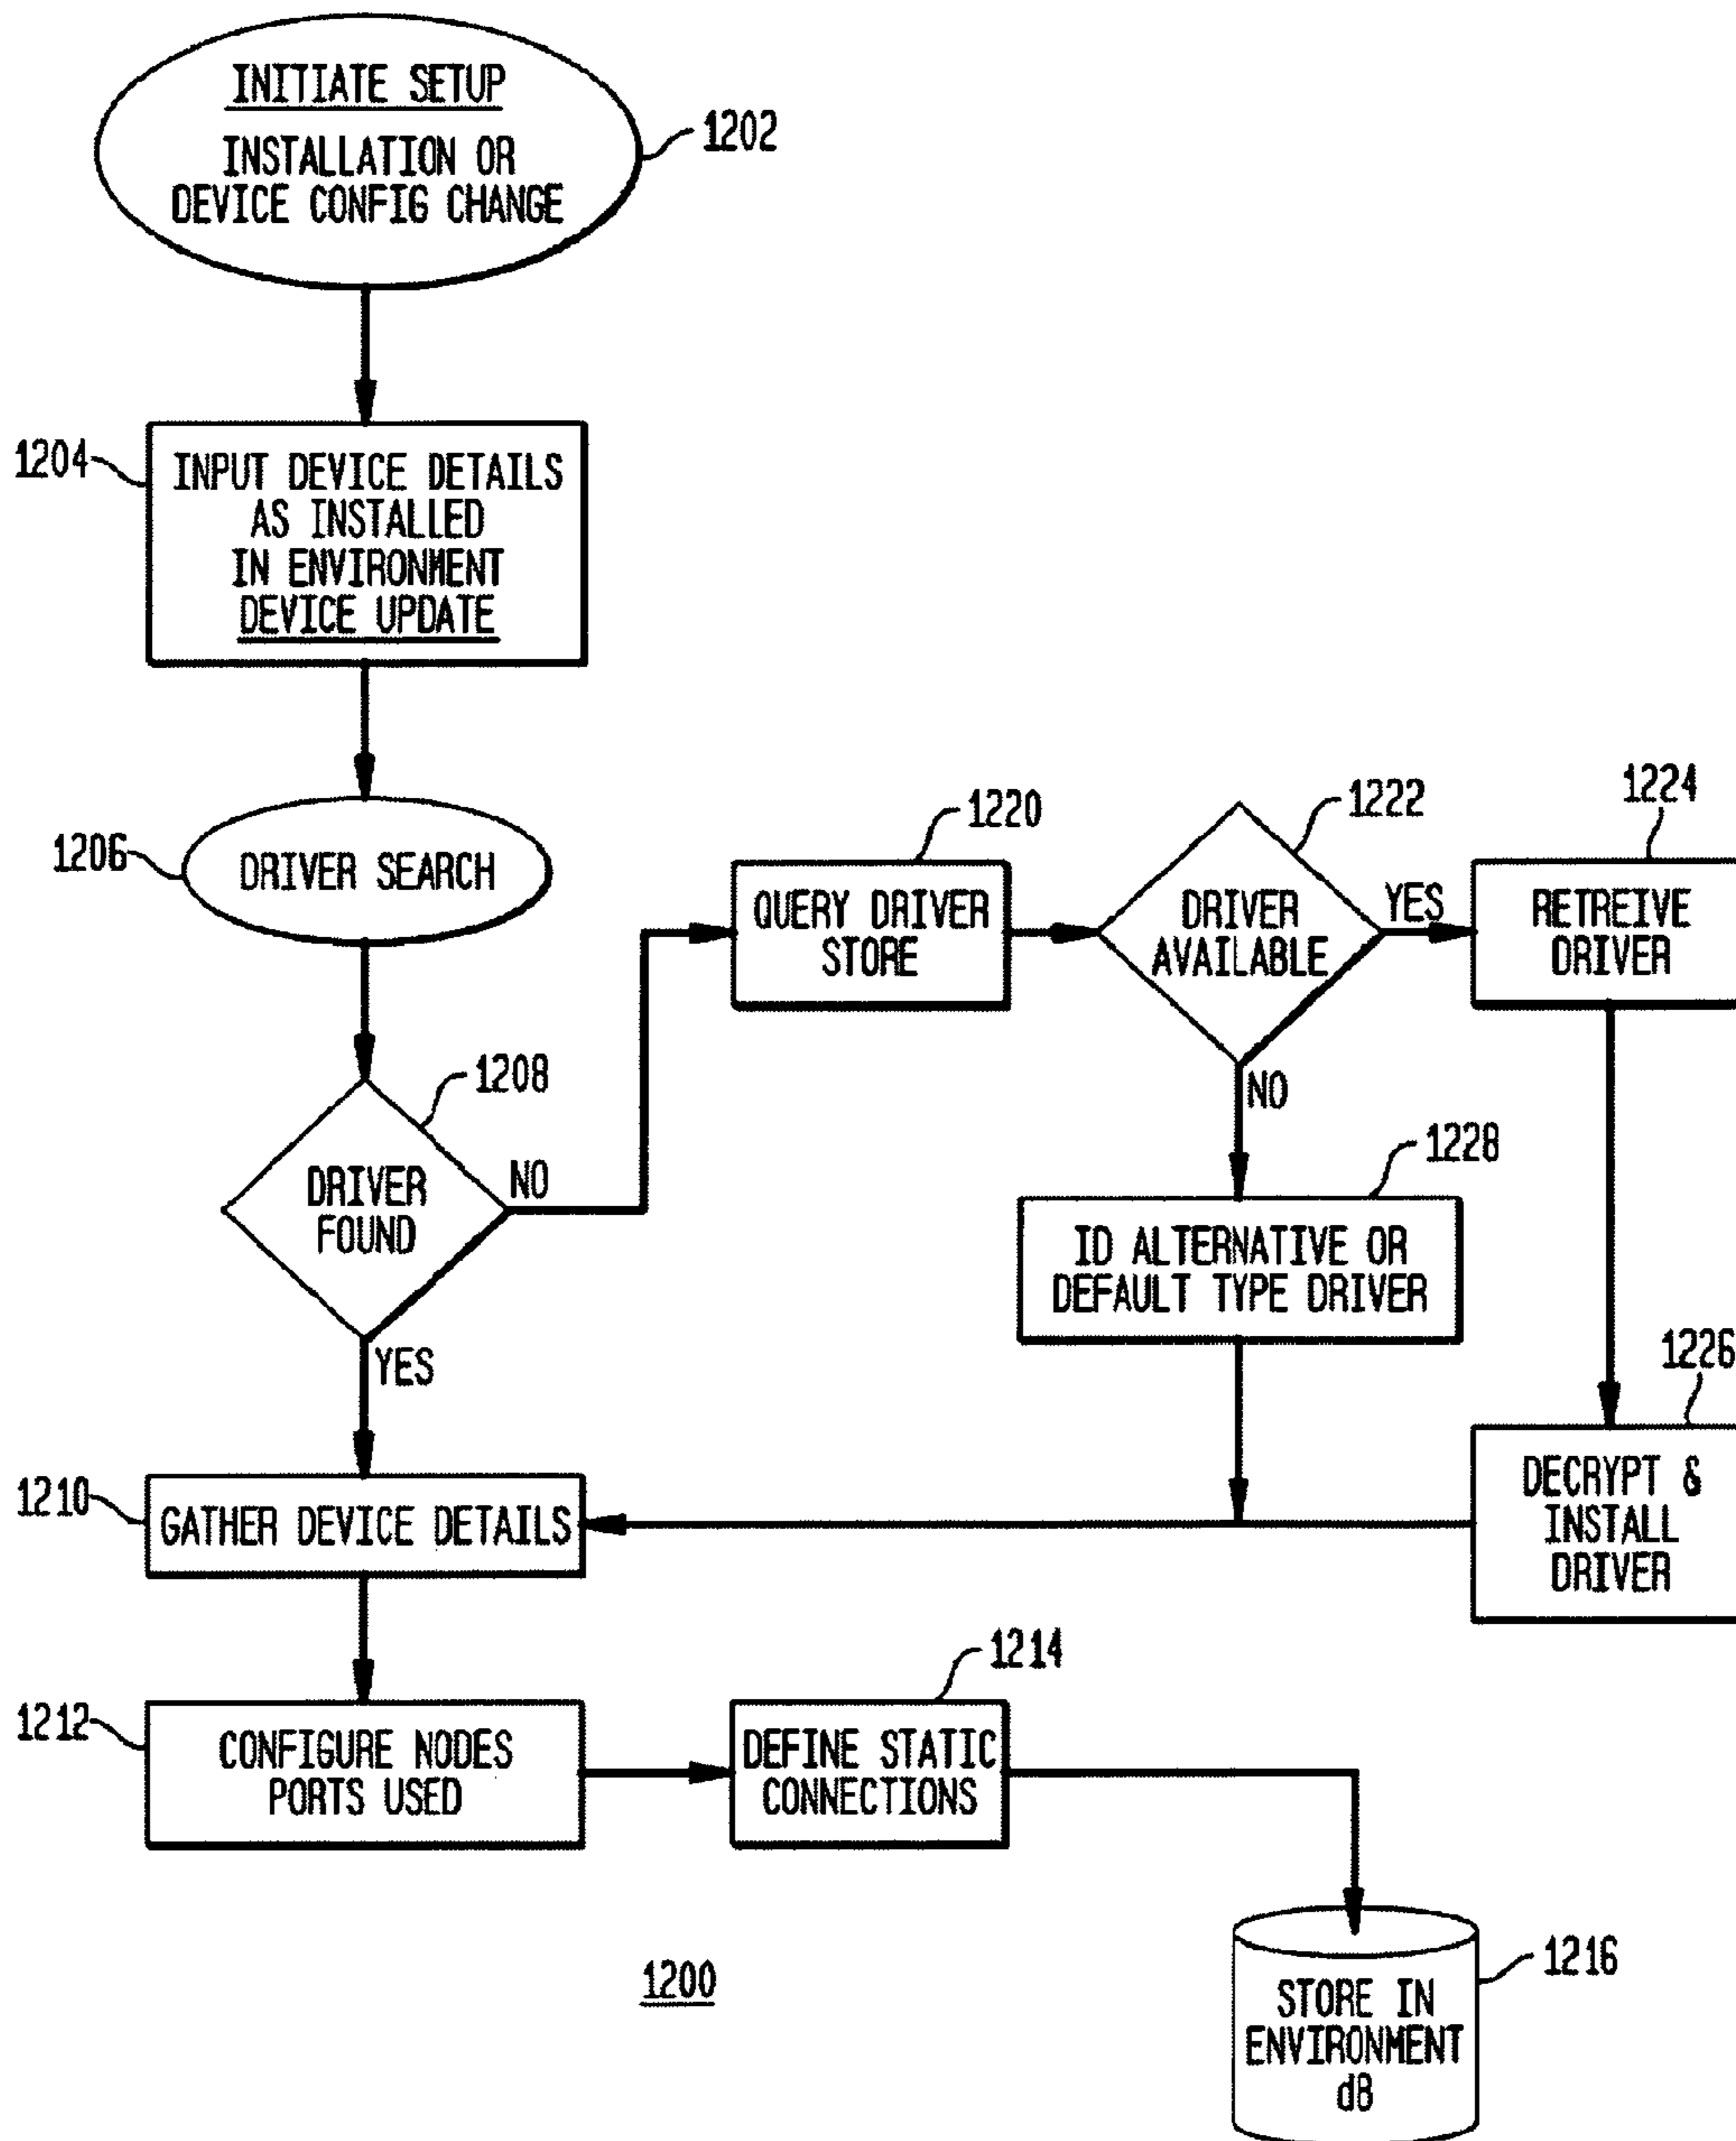 INITIATE SETUP
INSTALLATION OR
DEVICE CONFIG CHANGE
1202
1204
INPUT DEVICE DETAILS
AS INSTALLED
IN ENVIRONMENT
DEVICE UPDATE
1206
DRIVER SEARCH
1208
DRIVER
FOUND
NO
YES
1220
QUERY DRIVER
STORE
1222
DRIVER
AVAILABLE
YES
NO
1224
RETREIVE
DRIVER
1228
ID ALTERNATIVE OR
DEFAULT TYPE DRIVER
1226
DECRYPT &
INSTALL
DRIVER
1210
GATHER DEVICE DETAILS
1212
CONFIGURE NODES
PORTS USED
1214
DEFINE STATIC
CONNECTIONS
1216
STORE IN
ENVIRONMENT
dB
1200